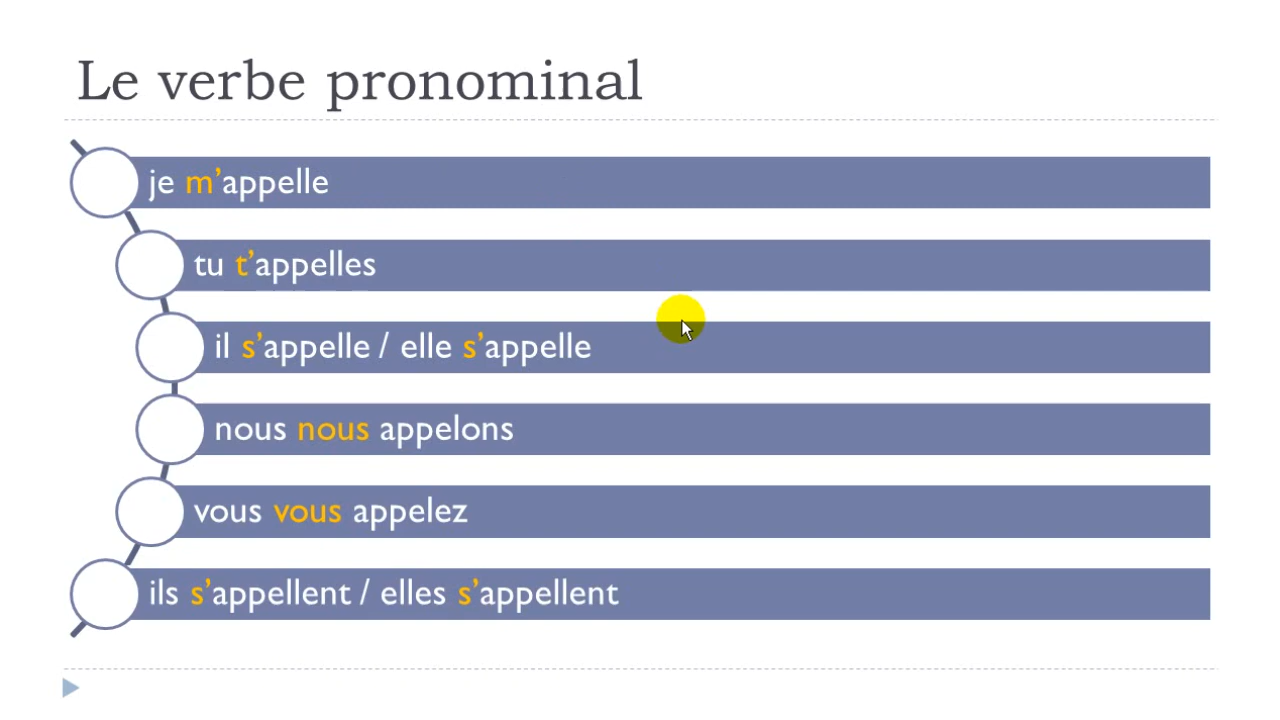 Le verbe pronominal
je m’appelle
tu t’appelles
il s’appelle / elle s’appelle
nous nous appelons
vous vous appelez
ils s’appellent / elles s’appellent